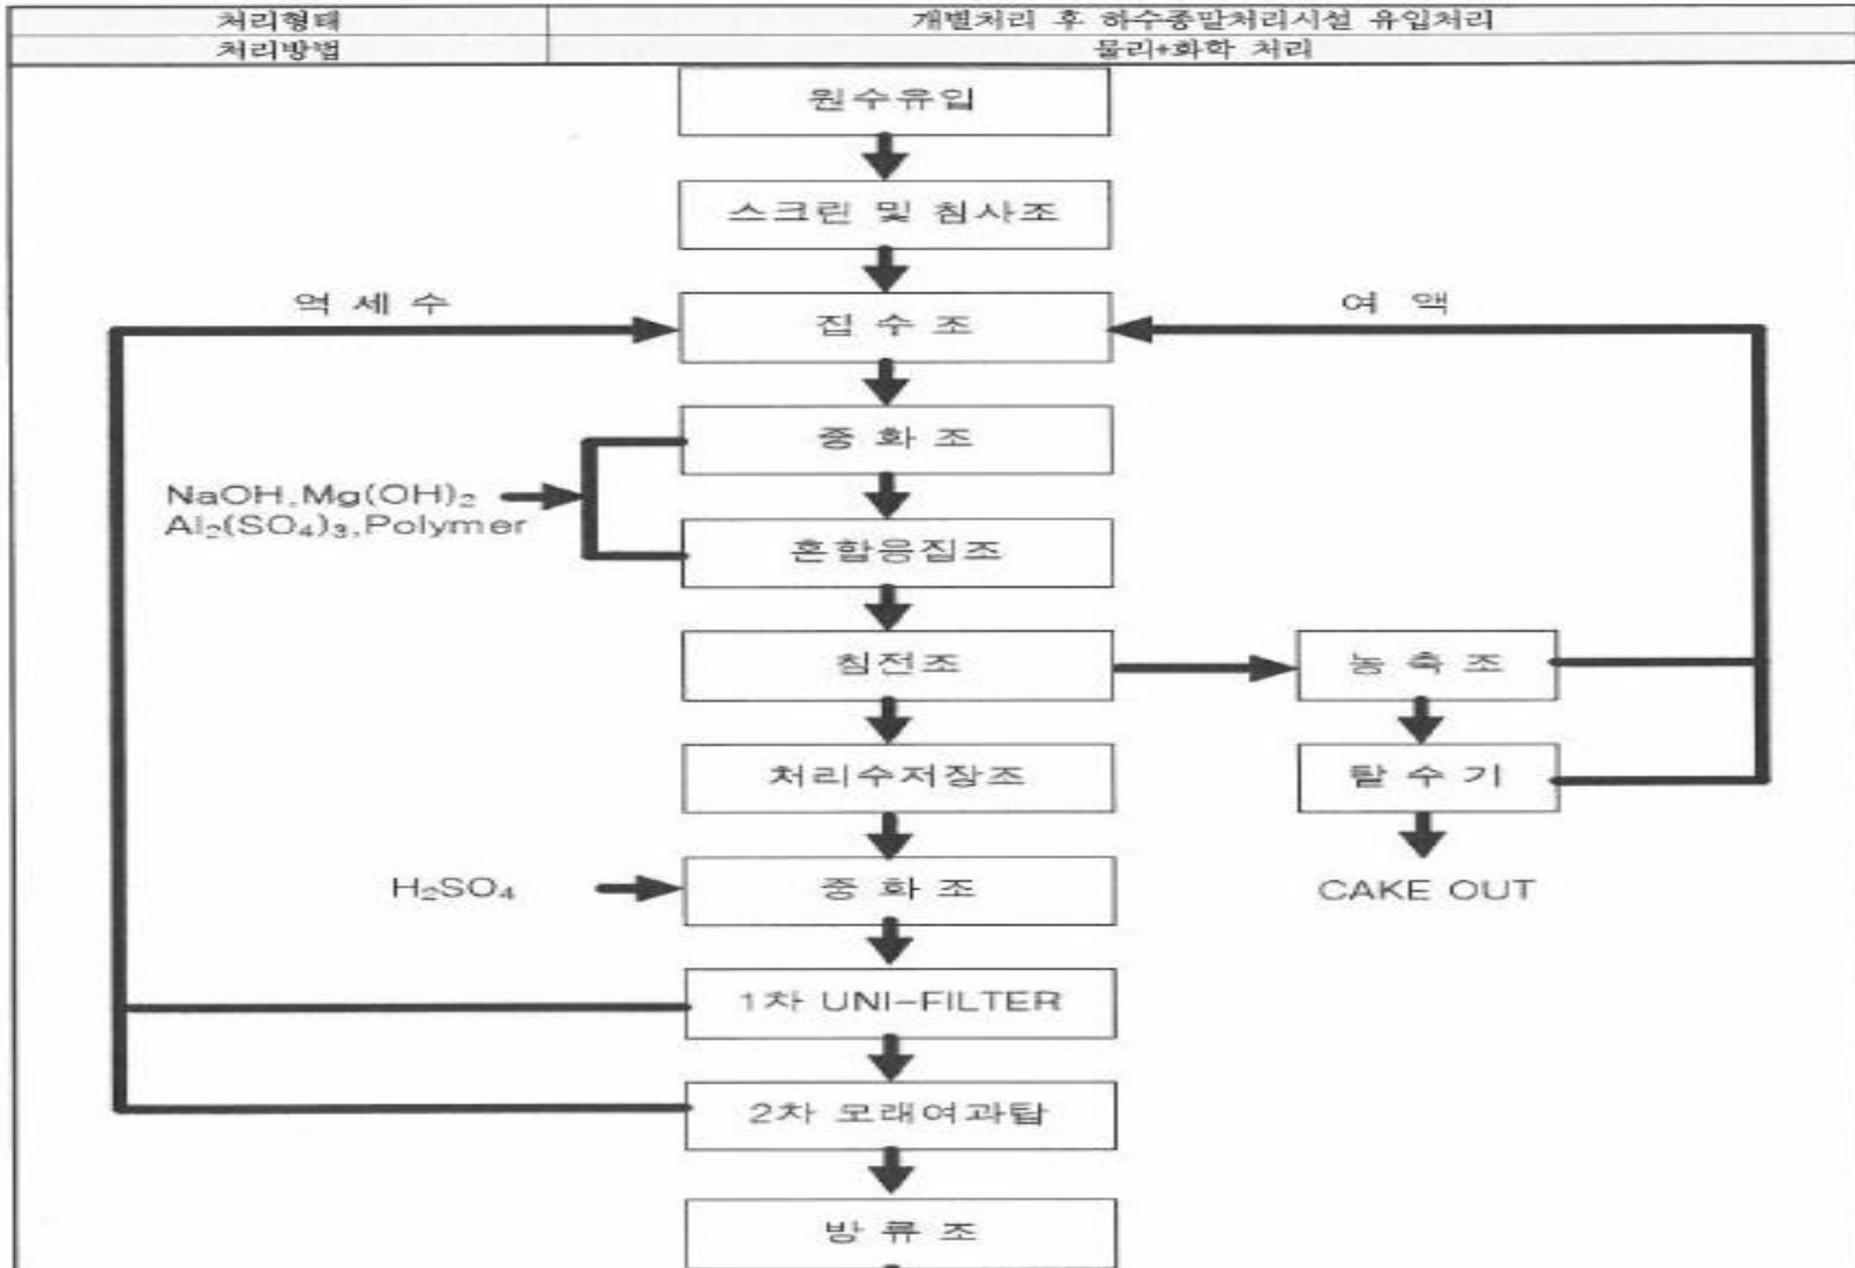 처리형태 개별처리 후 하수종말처리시설 유입처리
처리방법 물리+화학 처리
원수유입
스크린 및 침사조
역 세 수
여 액
집 수 조
중 화 조
NaOH,Mg(OH)₂
Al₂(SO₄)₃,Polymer
혼합응집조
침전조
농 축 조
처리수저장조
탈 수 기
H₂SO₄
중 화 조
CAKE OUT
1차 UNI-FILTER
2차 모래여과탑
방 류 조